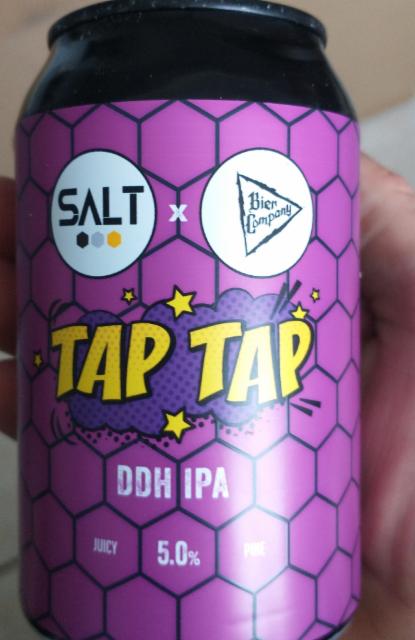 SALT x Bier
Company
TAP TAP
DDH IPA
JUICY 5.0% PINE